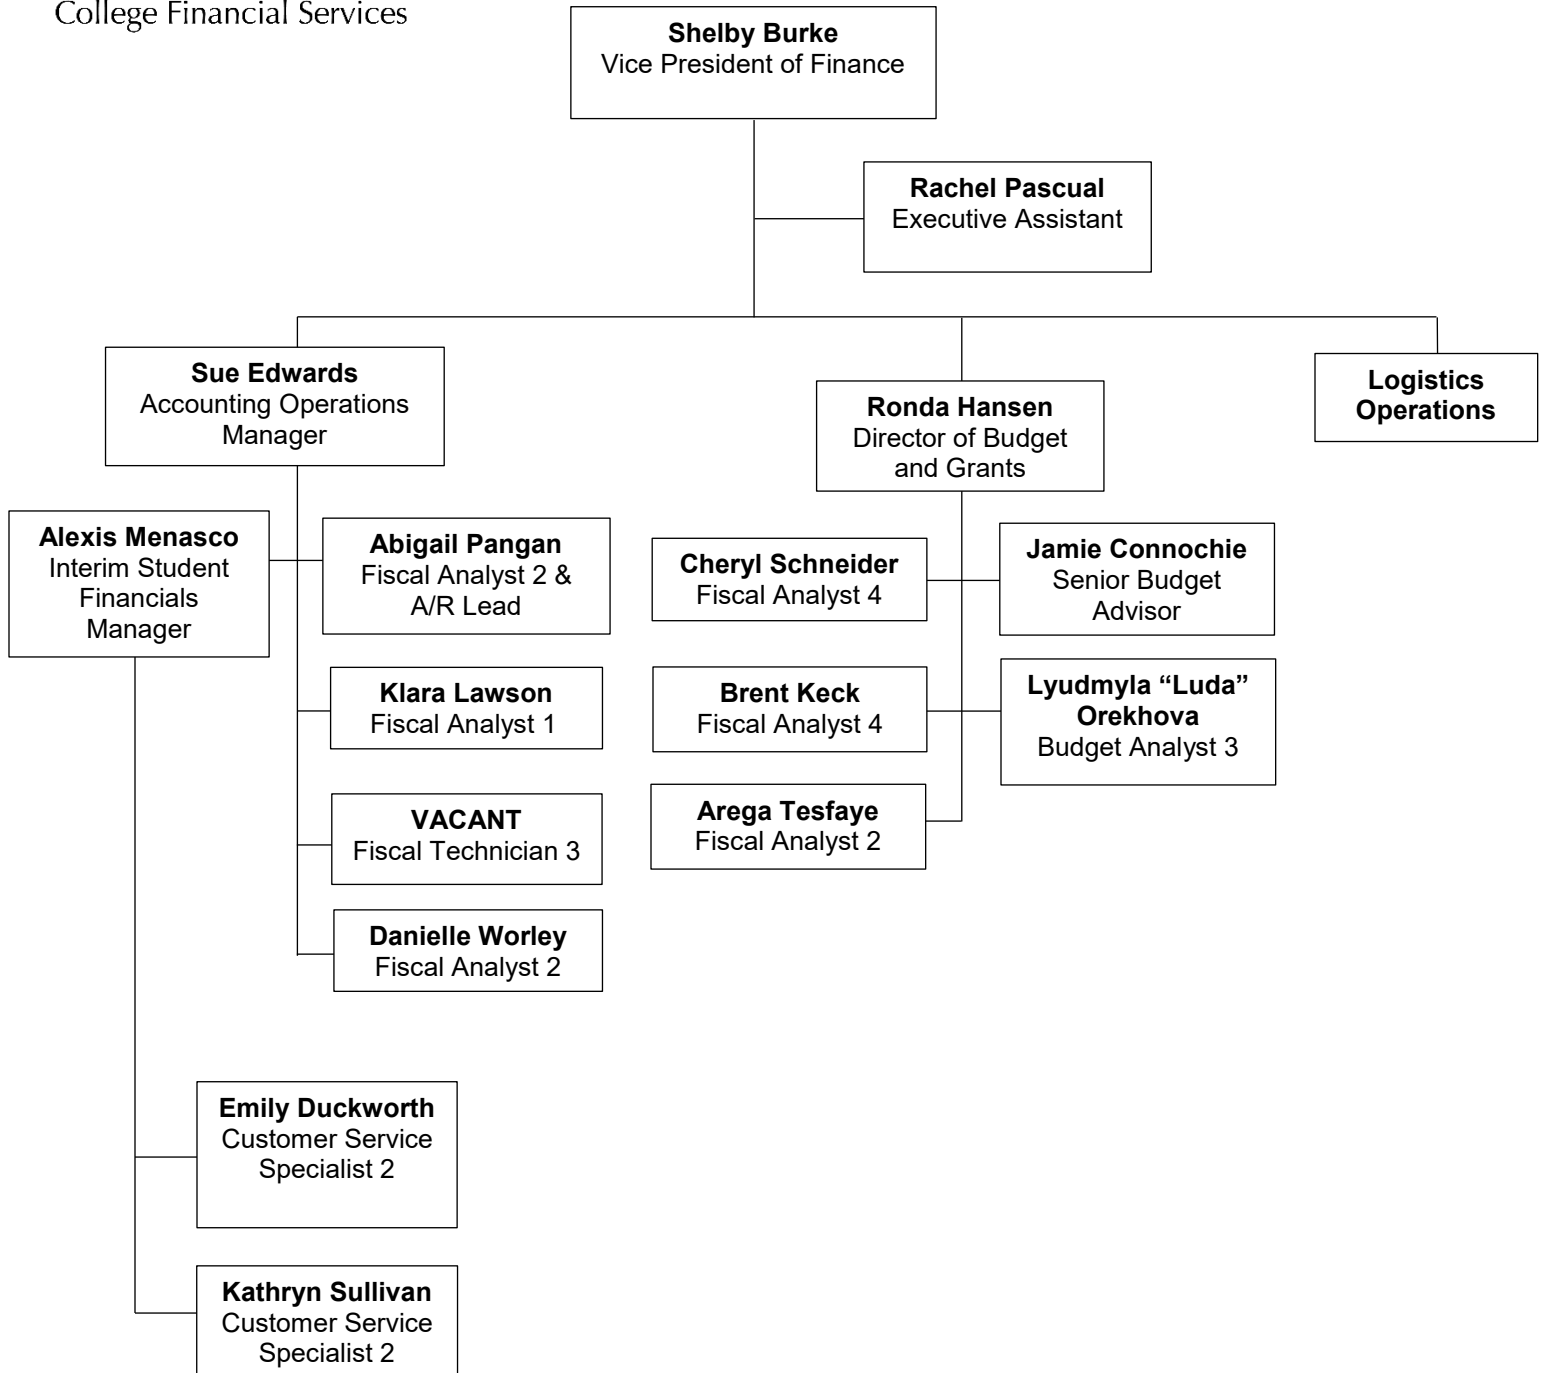 College Financial Services
Shelby Burke
Vice President of Finance
Rachel Pascual
Executive Assistant
Sue Edwards
Accounting Operations
Manager
Ronda Hansen
Director of Budget
and Grants
Logistics
Operations
Alexis Menasco
Interim Student
Financials
Manager
Abigail Pangan
Fiscal Analyst 2 &
A/R Lead
Klara Lawson
Fiscal Analyst 1
VACANT
Fiscal Technician 3
Danielle Worley
Fiscal Analyst 2
Cheryl Schneider
Fiscal Analyst 4
Jamie Connochie
Senior Budget
Advisor
Brent Keck
Fiscal Analyst 4
Lyudmyla “Luda”
Orekhova
Budget Analyst 3
Arega Tesfaye
Fiscal Analyst 2
Emily Duckworth
Customer Service
Specialist 2
Kathryn Sullivan
Customer Service
Specialist 2